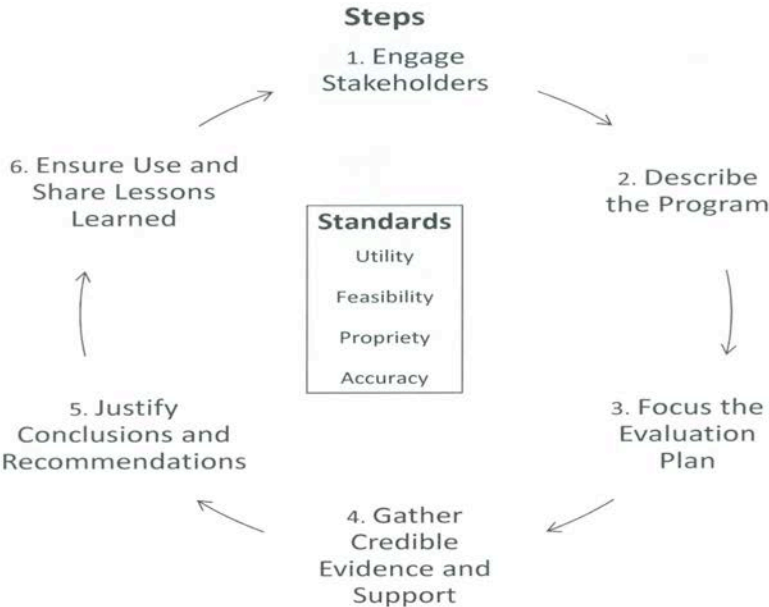 Steps
1. Engage
Stakeholders
2. Describe
the Program
3. Focus the
Evaluation
Plan
4. Gather
Credible
Evidence and
Support
5. Justify
Conclusions and
Recommendations
6. Ensure Use and
Share Lessons
Learned
Standards
Utility
Feasibility
Propriety
Accuracy